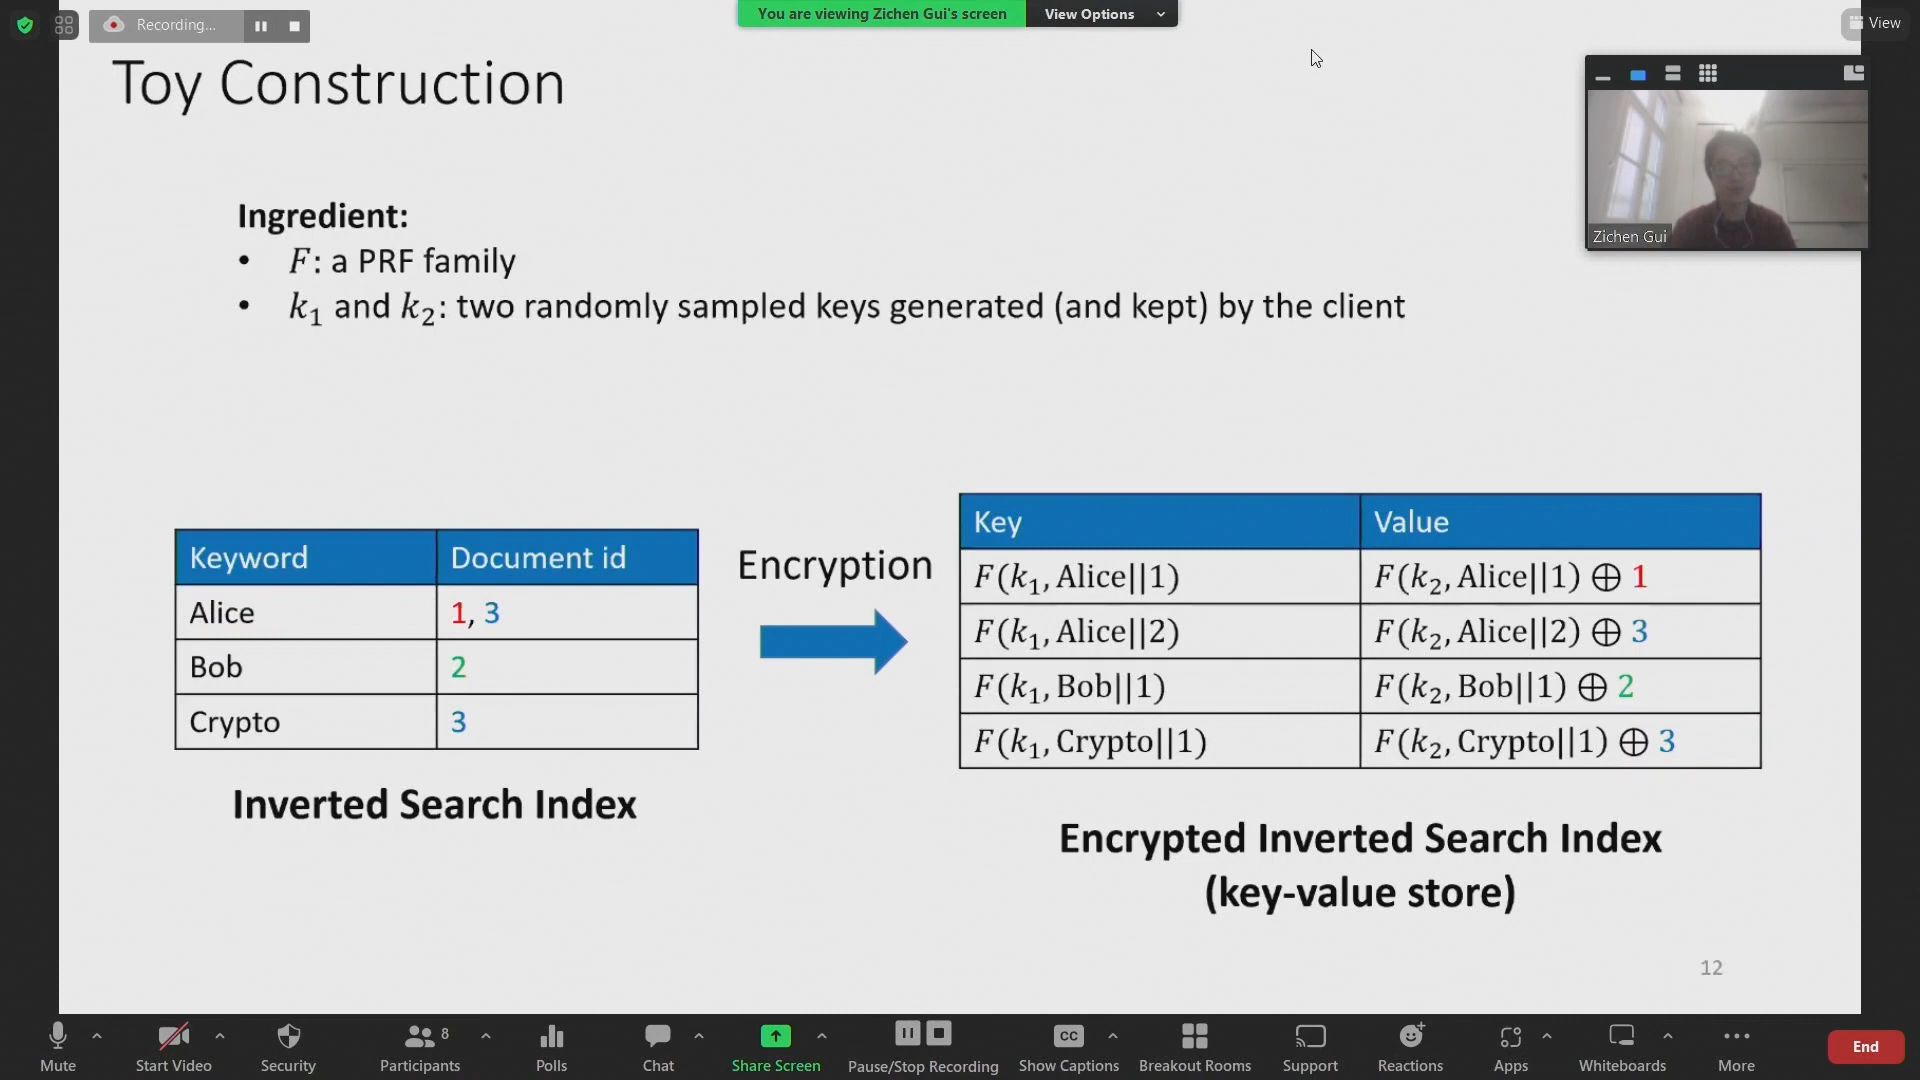 Recording...
You are viewing Zichen Gui's screen View Options
View
Toy Construction
Zichen Gui
Ingredient:
• F: a PRF family
• k₁ and k₂: two randomly sampled keys generated (and kept) by the client
Keyword Document id
Alice 1, 3
Bob 2
Crypto 3
Inverted Search Index
Encryption
Key Value
F(k₁, Alice||1) F(k₂, Alice||1) ⊕ 1
F(k₁, Alice||2) F(k₂, Alice||2) ⊕ 3
F(k₁, Bob||1) F(k₂, Bob||1) ⊕ 2
F(k₁, Crypto||1) F(k₂, Crypto||1) ⊕ 3
Encrypted Inverted Search Index
(key-value store)
12
8
CC
Mute Start Video Security Participants Polls Chat Share Screen Pause/Stop Recording Show Captions Breakout Rooms Support Reactions Apps Whiteboards More End